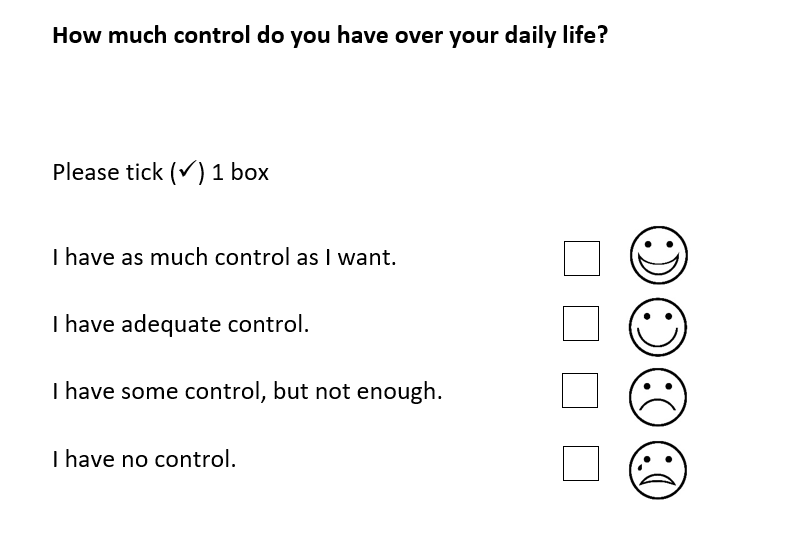 How much control do you have over your daily life?
Please tick (✓) 1 box
I have as much control as I want.
I have adequate control.
I have some control, but not enough.
I have no control.